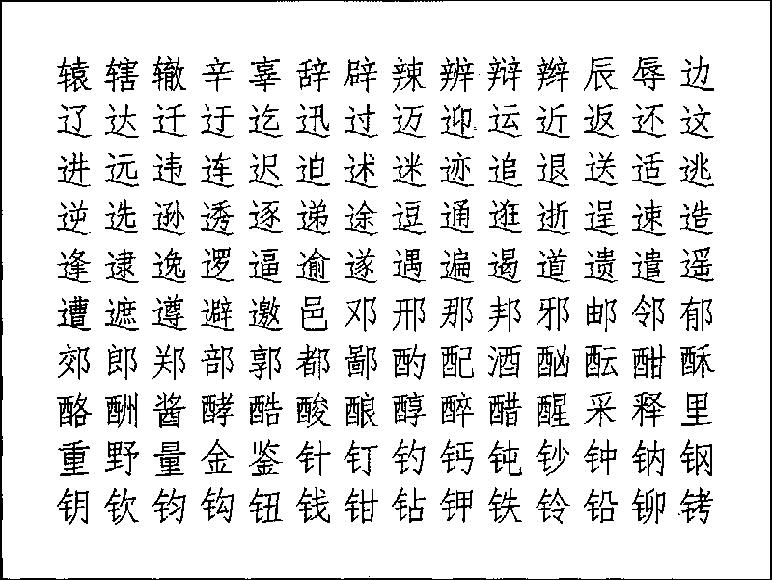 辕 辖 辙 辛 辜 辞 辟 辣 辨 辩 辫 辰 辱 边
辽 达 迁 迂 迄 迅 过 迈 迎 运 近 返 还 这
进 远 违 连 迟 迫 述 迷 迹 追 退 送 适 逃
逆 选 逊 透 逐 递 途 逗 通 逛 逝 逞 速 造
逢 逮 逸 逻 逼 逾 遂 遇 遍 遏 道 遗 遣 遥
遭 遮 遵 避 邀 邑 邓 邢 那 邦 邪 邮 邻 郁
郊 郎 郑 部 郭 都 鄙 酌 配 酒 酗 酝 酣 酥
酪 酬 酱 酵 酷 酸 酿 醇 醉 醋 醒 采 释 里
重 野 量 金 鉴 针 钉 钓 钙 钝 钞 钟 钠 钢
钥 钦 钧 钩 钮 钱 钳 钻 钾 铁 铃 铅 铆 铐